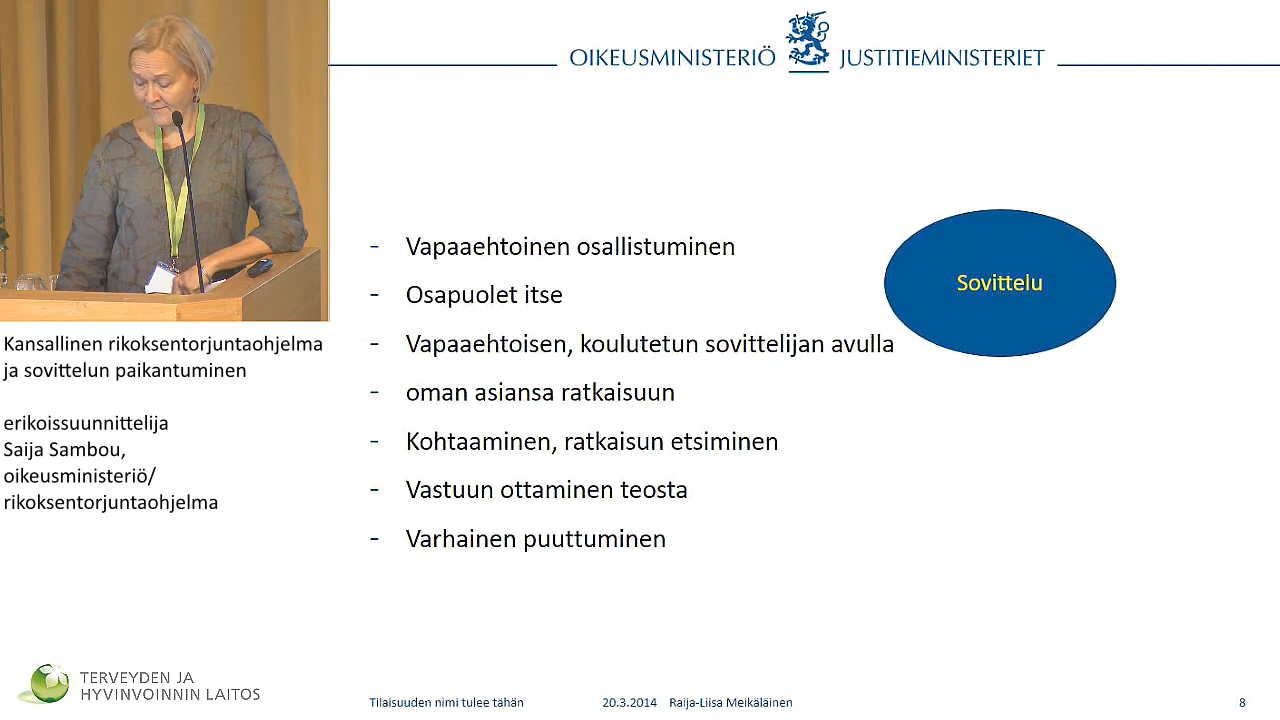 OIKEUSMINISTERIÖ JUSTITIEMINISTERIET
- Vapaaehtoinen osallistuminen
- Osapuolet itse
- Vapaaehtoisen, koulutetun sovittelijan avulla
- oman asiansa ratkaisuun
- Kohtaaminen, ratkaisun etsiminen
- Vastuun ottaminen teosta
- Varhainen puuttuminen
Sovittelu
Kansallinen rikoksentorjuntaohjelma
ja sovittelun paikantuminen
erikoissuunnittelija
Saija Sambou,
oikeusministeriö/
rikoksentorjuntaohjelma
TERVEYDEN JA
HYVINVOINNIN LAITOS
Tilaisuuden nimi tulee tähän 20.3.2014 Raija-Liisa Meikäläinen 8